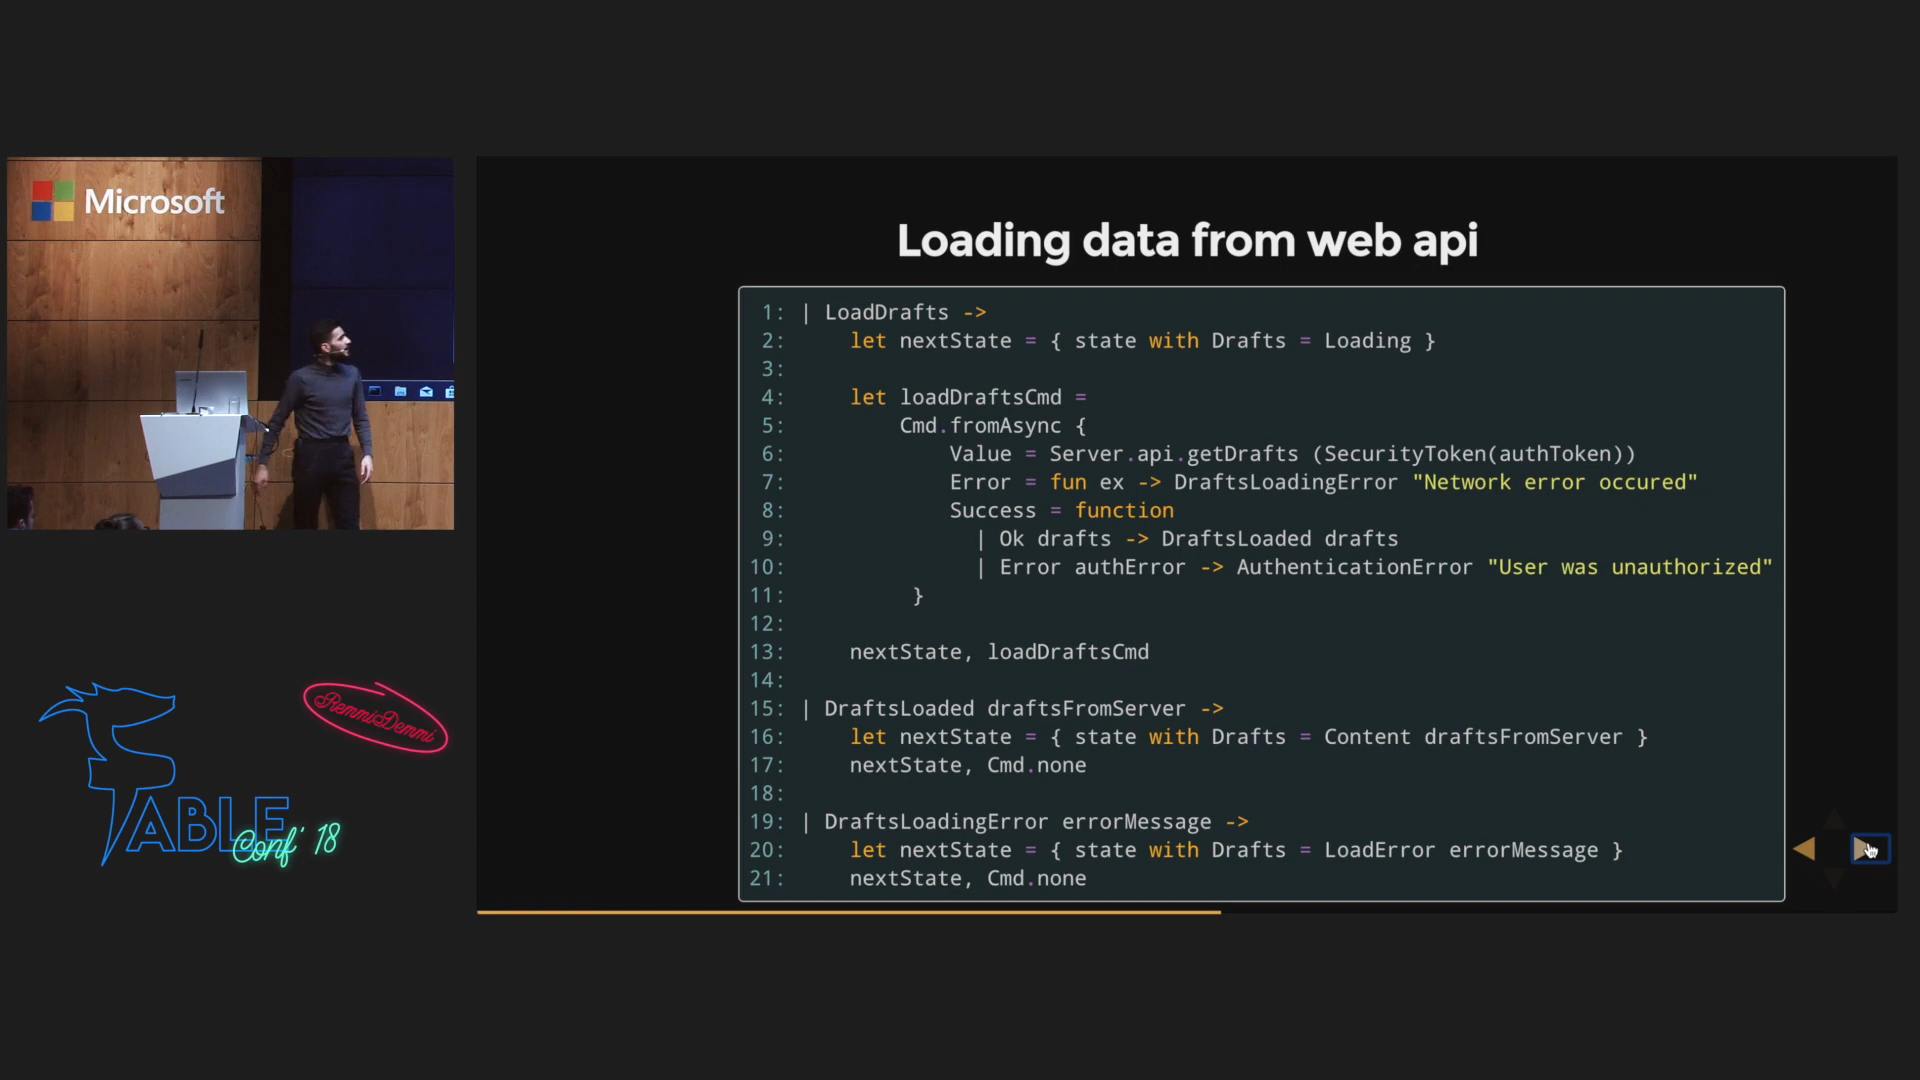 Microsoft
RemmiDemmi
FABLE
Conf' 18
Loading data from web api
1: | LoadDrafts ->
2: let nextState = { state with Drafts = Loading }
3:
4: let loadDraftsCmd =
5: Cmd.fromAsync {
6: Value = Server.api.getDrafts (SecurityToken(authToken))
7: Error = fun ex -> DraftsLoadingError "Network error occured"
8: Success = function
9: | Ok drafts -> DraftsLoaded drafts
10: | Error authError -> AuthenticationError "User was unauthorized"
11: }
12:
13: nextState, loadDraftsCmd
14:
15: | DraftsLoaded draftsFromServer ->
16: let nextState = { state with Drafts = Content draftsFromServer }
17: nextState, Cmd.none
18:
19: | DraftsLoadingError errorMessage ->
20: let nextState = { state with Drafts = LoadError errorMessage }
21: nextState, Cmd.none